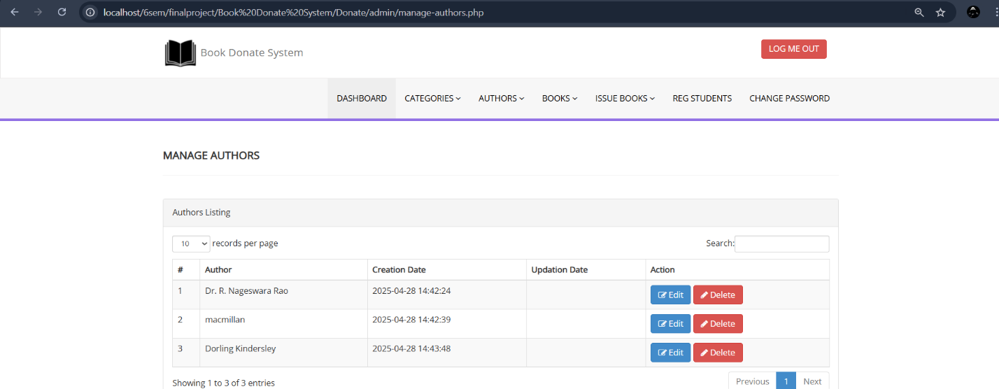 localhost/6sem/finalproject/Book%20Donate%20System/Donate/admin/manage-authors.php
Book Donate System
LOG ME OUT
DASHBOARD CATEGORIES AUTHORS BOOKS ISSUE BOOKS REG STUDENTS CHANGE PASSWORD
MANAGE AUTHORS
Authors Listing
10 records per page Search:
# Author Creation Date Updation Date Action
1 Dr. R. Nageswara Rao 2025-04-28 14:42:24 Edit Delete
2 macmillan 2025-04-28 14:42:39 Edit Delete
3 Dorling Kindersley 2025-04-28 14:43:48 Edit Delete
Showing 1 to 3 of 3 entries Previous 1 Next